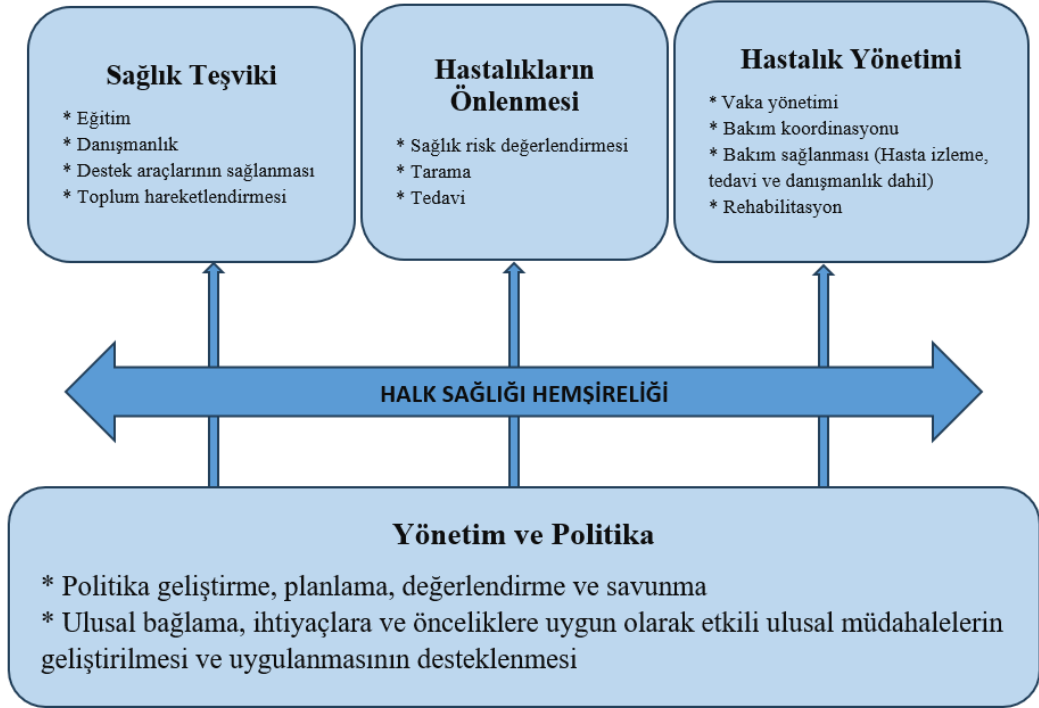 Sağlık Teşviki
* Eğitim
* Danışmanlık
* Destek araçlarının sağlanması
* Toplum hareketlendirmesi
Hastalıkların
Önlenmesi
* Sağlık risk değerlendirmesi
* Tarama
* Tedavi
Hastalık Yönetimi
* Vaka yönetimi
* Bakım koordinasyonu
* Bakım sağlanması (Hasta izleme,
tedavi ve danışmanlık dahil)
* Rehabilitasyon
HALK SAĞLIĞI HEMŞİRELİĞİ
Yönetim ve Politika
* Politika geliştirme, planlama, değerlendirme ve savunma
* Ulusal bağlama, ihtiyaçlara ve önceliklere uygun olarak etkili ulusal müdahalelerin
geliştirilmesi ve uygulanmasının desteklenmesi